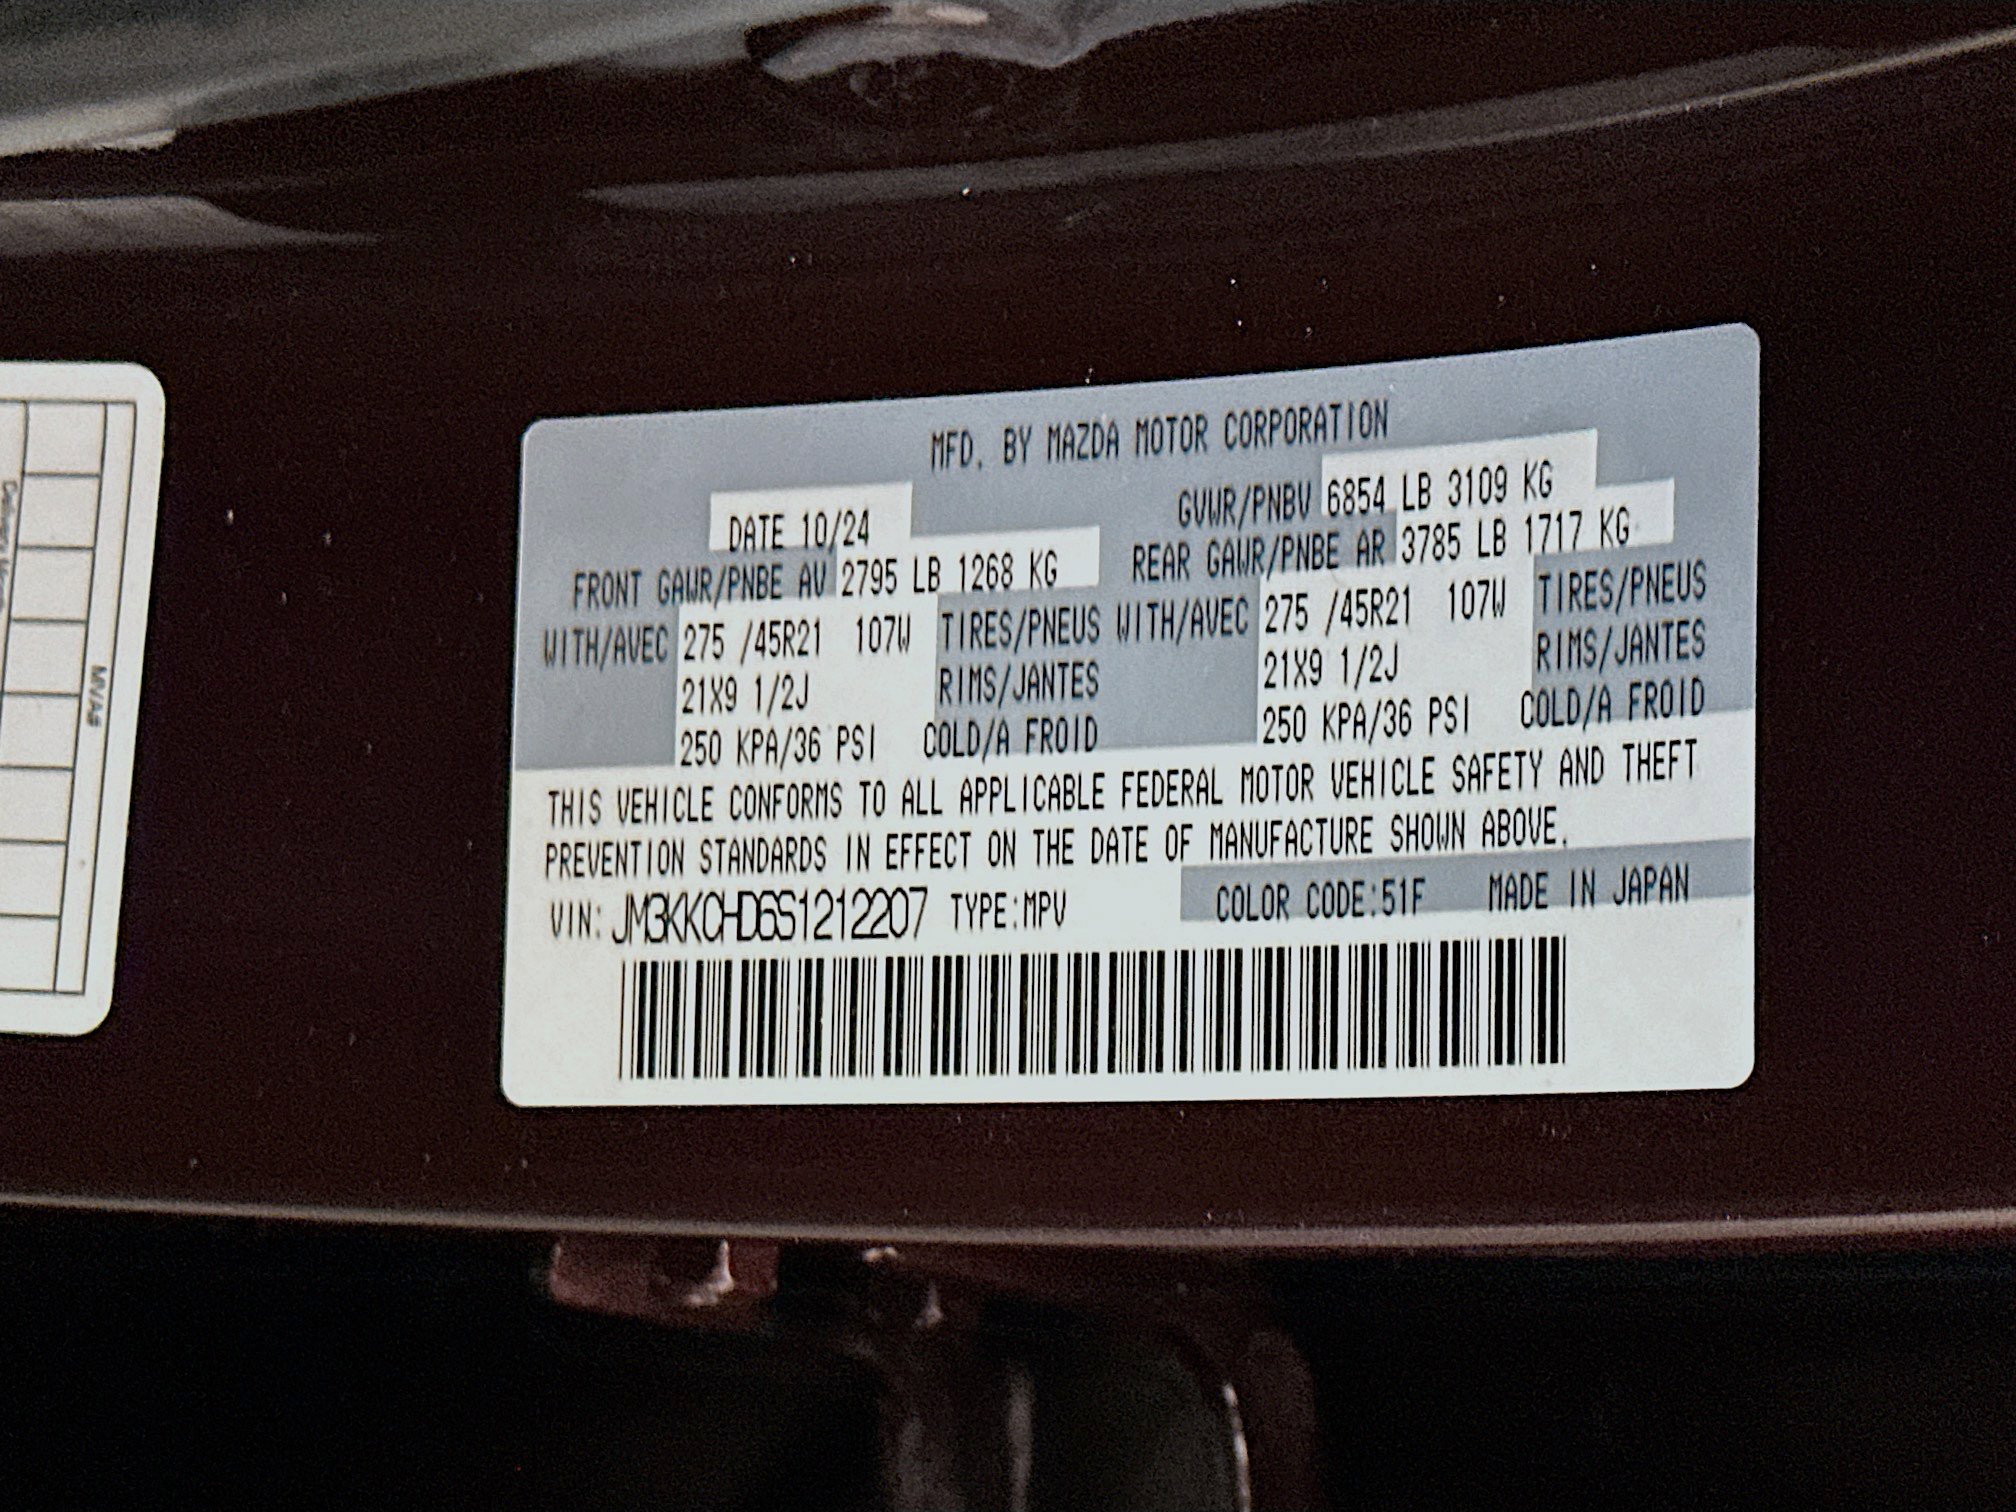 MFD. BY MAZDA MOTOR CORPORATION
DATE 10/24 GVWR/PNBV 6854 LB 3109 KG
FRONT GAWR/PNBE AV 2795 LB 1268 KG REAR GAWR/PNBE AR 3785 LB 1717 KG
WITH/AVEC 275 /45R21 107W TIRES/PNEUS WITH/AVEC 275 /45R21 107W TIRES/PNEUS
21X9 1/2J RIMS/JANTES 21X9 1/2J RIMS/JANTES
250 KPA/36 PSI COLD/A FROID 250 KPA/36 PSI COLD/A FROID
THIS VEHICLE CONFORMS TO ALL APPLICABLE FEDERAL MOTOR VEHICLE SAFETY AND THEFT
PREVENTION STANDARDS IN EFFECT ON THE DATE OF MANUFACTURE SHOWN ABOVE.
VIN: JM3KKCHD6S1212207 TYPE:MPV COLOR CODE:51F MADE IN JAPAN
MVAS